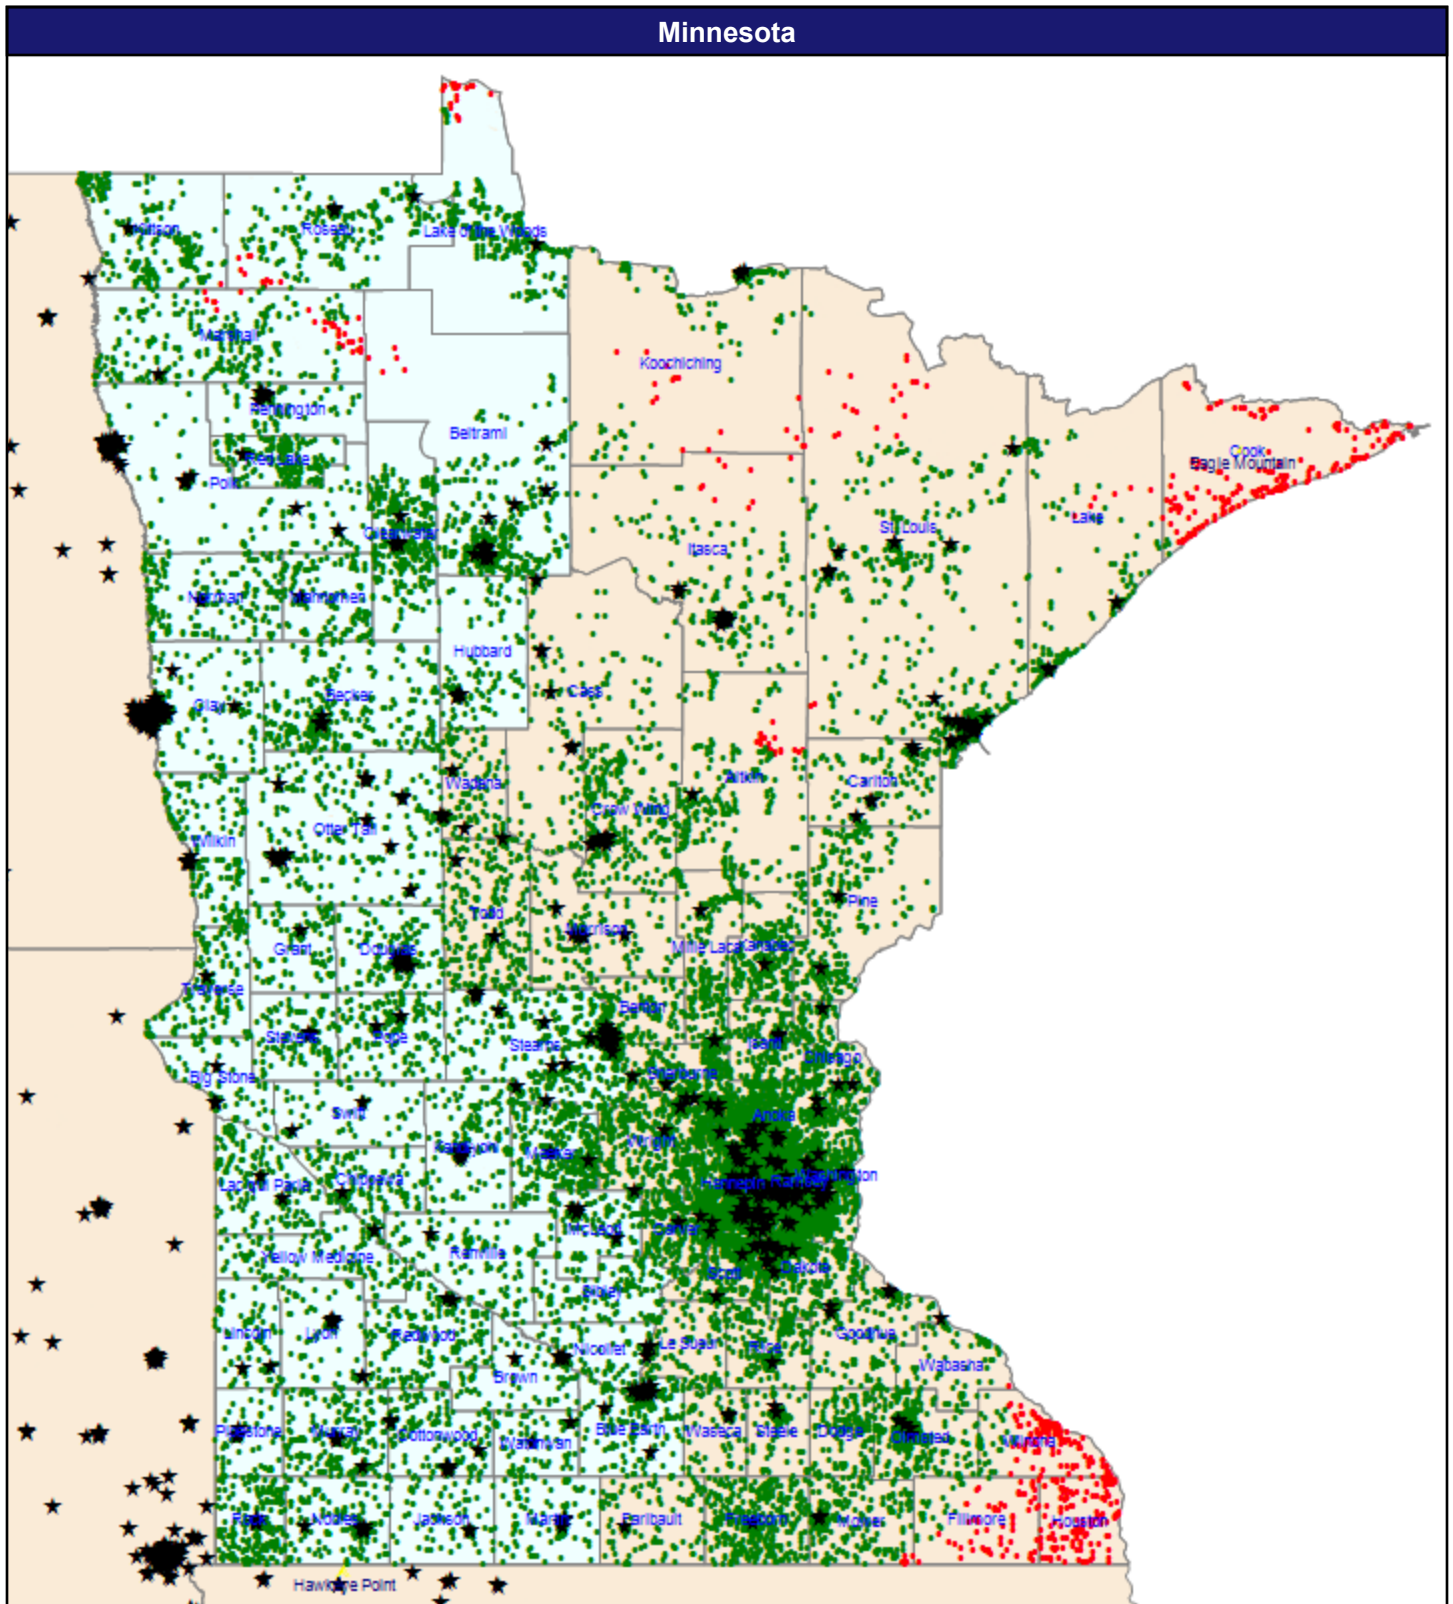 Minnesota
Kittson
Roseau
Lake of the Woods
Marshall
Koochiching
Pennington
Beltrami
Cook
Eagle Mountain
Red Lake
Polk
Lake
Clearwater
St. Louis
Itasca
Norman
Mahnomen
Hubbard
Cass
Becker
Clay
Aitkin
Carlton
Wadena
Crow Wing
Otter Tail
Wilkin
Pine
Todd
Morrison
Grant
Douglas
Mille Lacs
Kanabec
Traverse
Benton
Stevens
Pope
Stearns
Isanti
Chisago
Big Stone
Sherburne
Swift
Anoka
Kandiyohi
Meeker
Wright
Lac qui Parle
Chippewa
Hennepin
Ramsey
Washington
McLeod
Carver
Yellow Medicine
Renville
Scott
Dakota
Sibley
Lincoln
Lyon
Redwood
Nicollet
Le Sueur
Rice
Goodhue
Wabasha
Brown
Pipestone
Murray
Cottonwood
Watonwan
Blue Earth
Waseca
Steele
Dodge
Olmsted
Winona
Rock
Nobles
Jackson
Martin
Faribault
Freeborn
Mower
Fillmore
Houston
Hawkeye Point